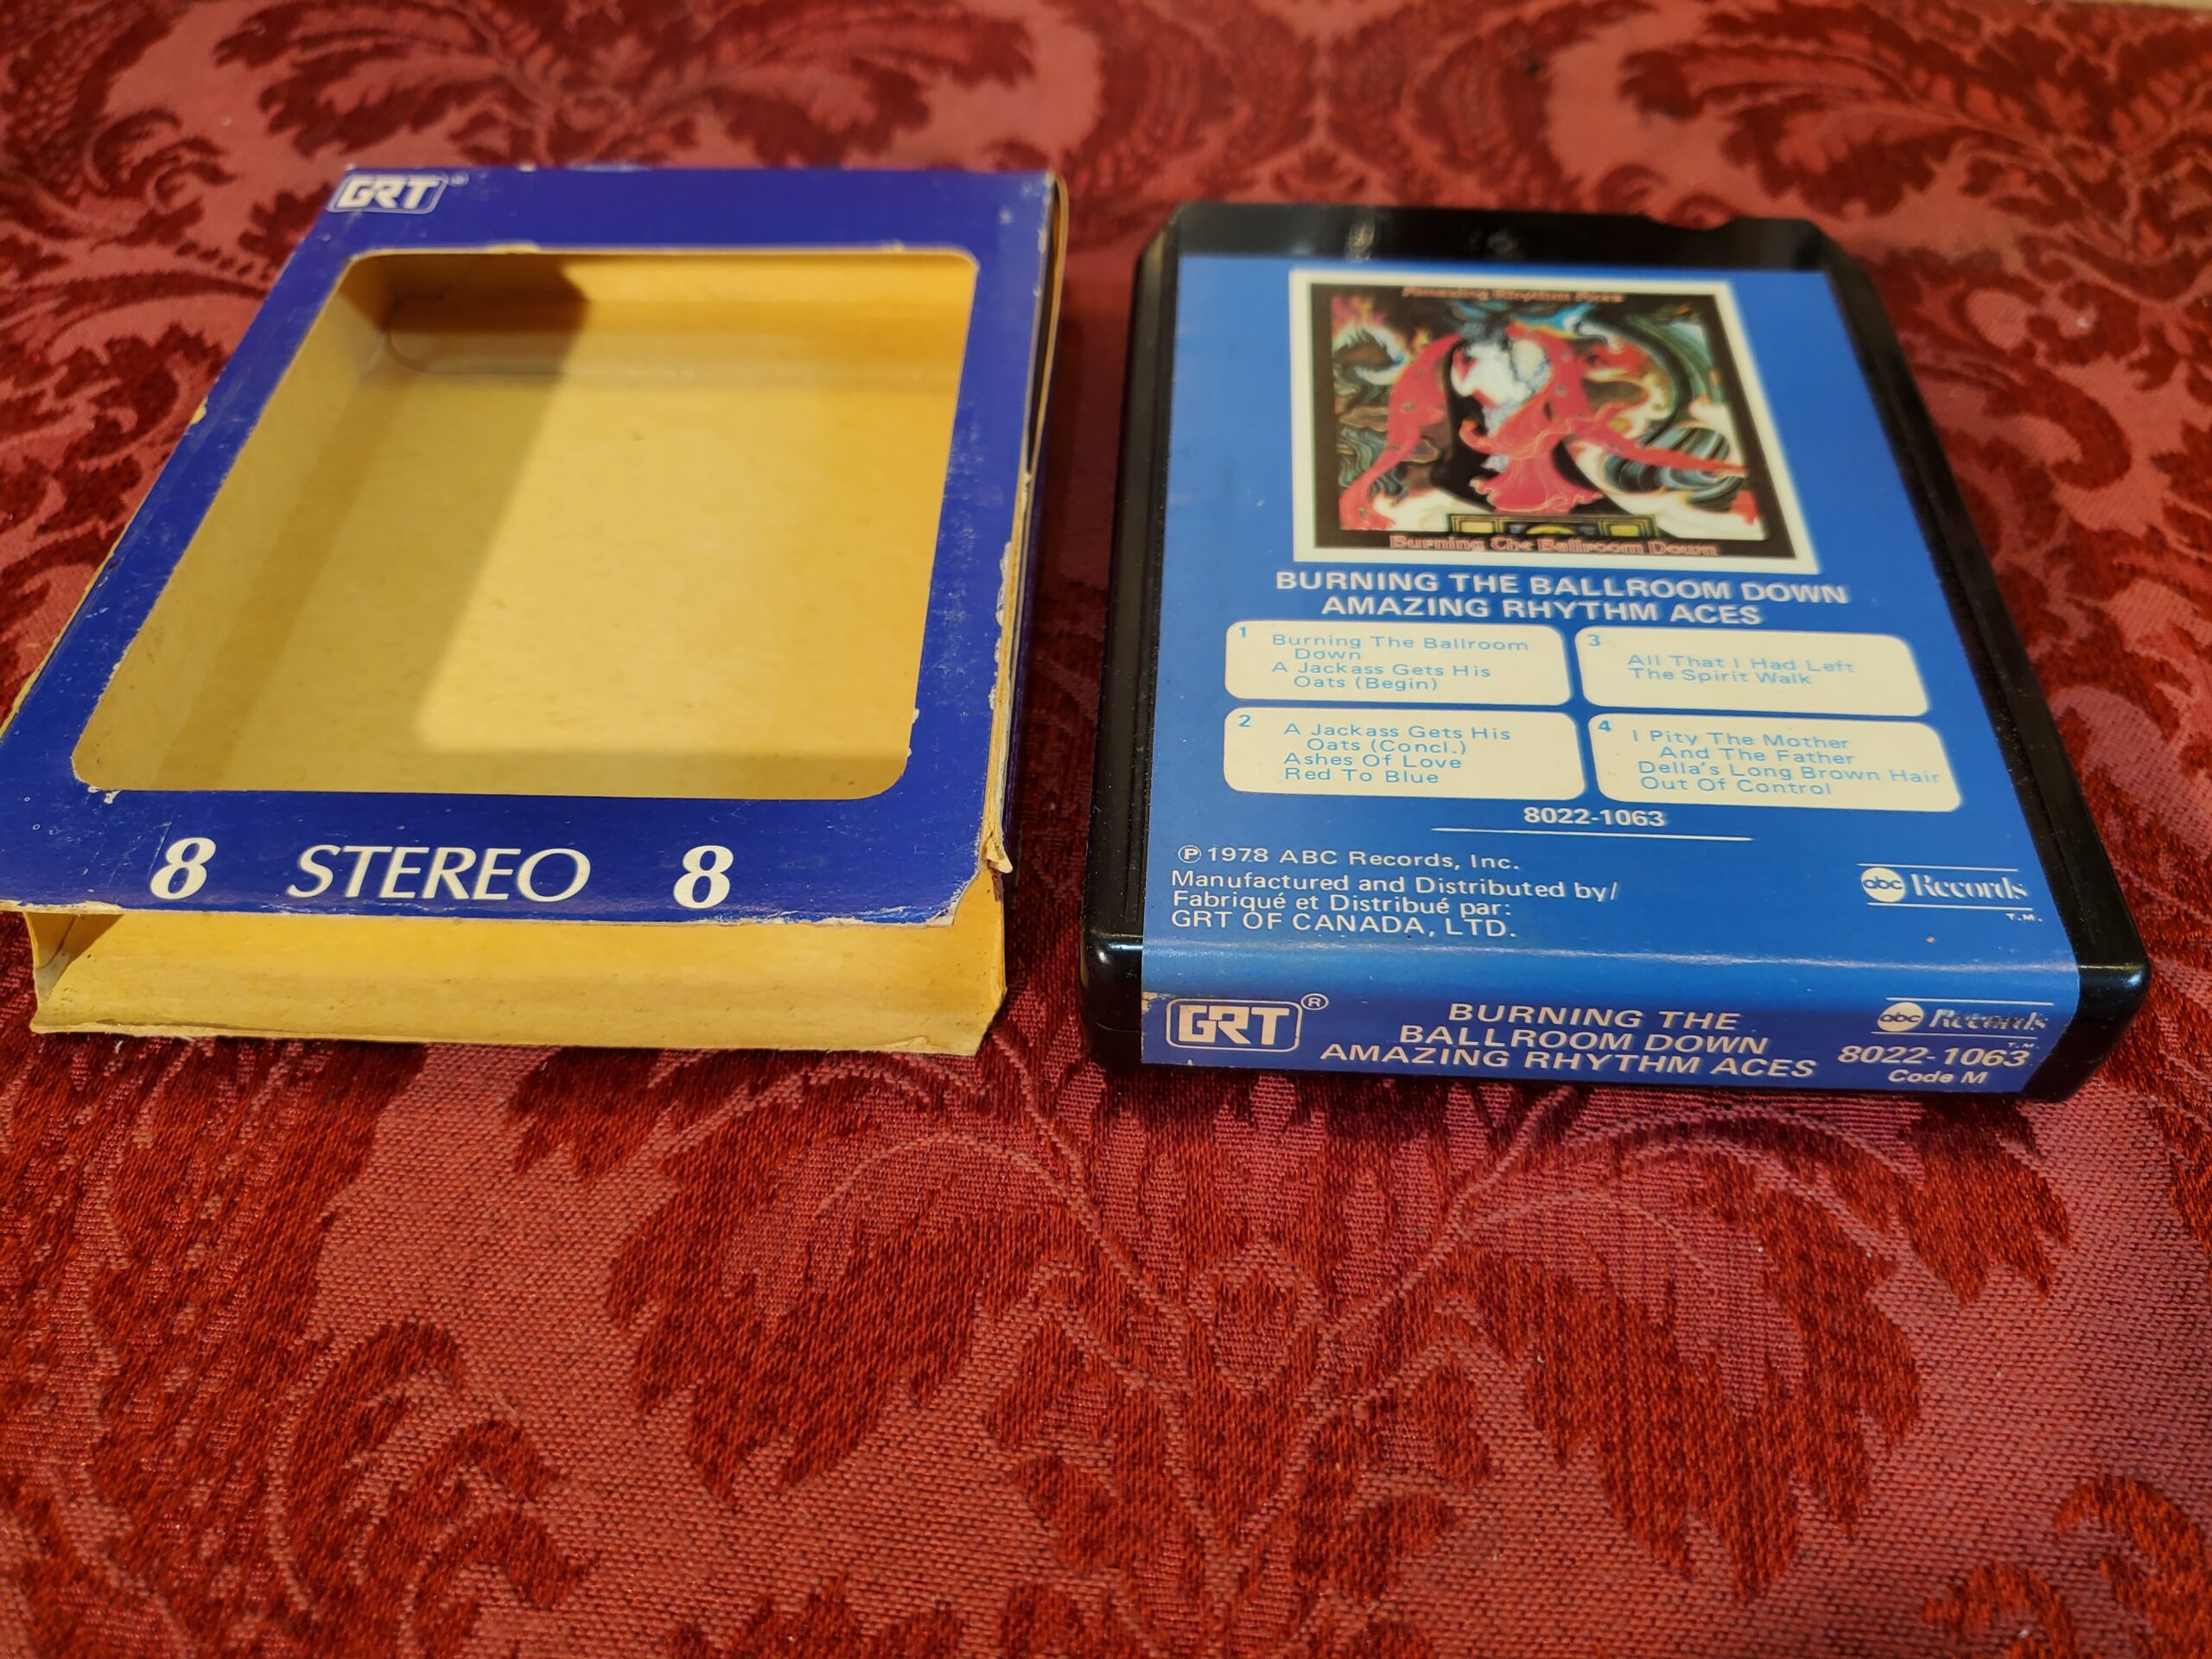 GRT
8 STEREO 8
Amazing Rhythm Aces
Burning The Ballroom Down
BURNING THE BALLROOM DOWN
AMAZING RHYTHM ACES
1 Burning The Ballroom
Down
A Jackass Gets His
Oats (Begin)
2 A Jackass Gets His
Oats (Concl.)
Ashes Of Love
Red To Blue
3 All That I Had Left
The Spirit Walk
4 I Pity The Mother
And The Father
Della's Long Brown Hair
Out Of Control
8022-1063
℗ 1978 ABC Records, Inc.
Manufactured and Distributed by/
Fabriqué et Distribué par:
GRT OF CANADA, LTD.
abc Records
T.M.
GRT®
BURNING THE
BALLROOM DOWN
AMAZING RHYTHM ACES
abc Records
T.M.
8022-1063
Code M